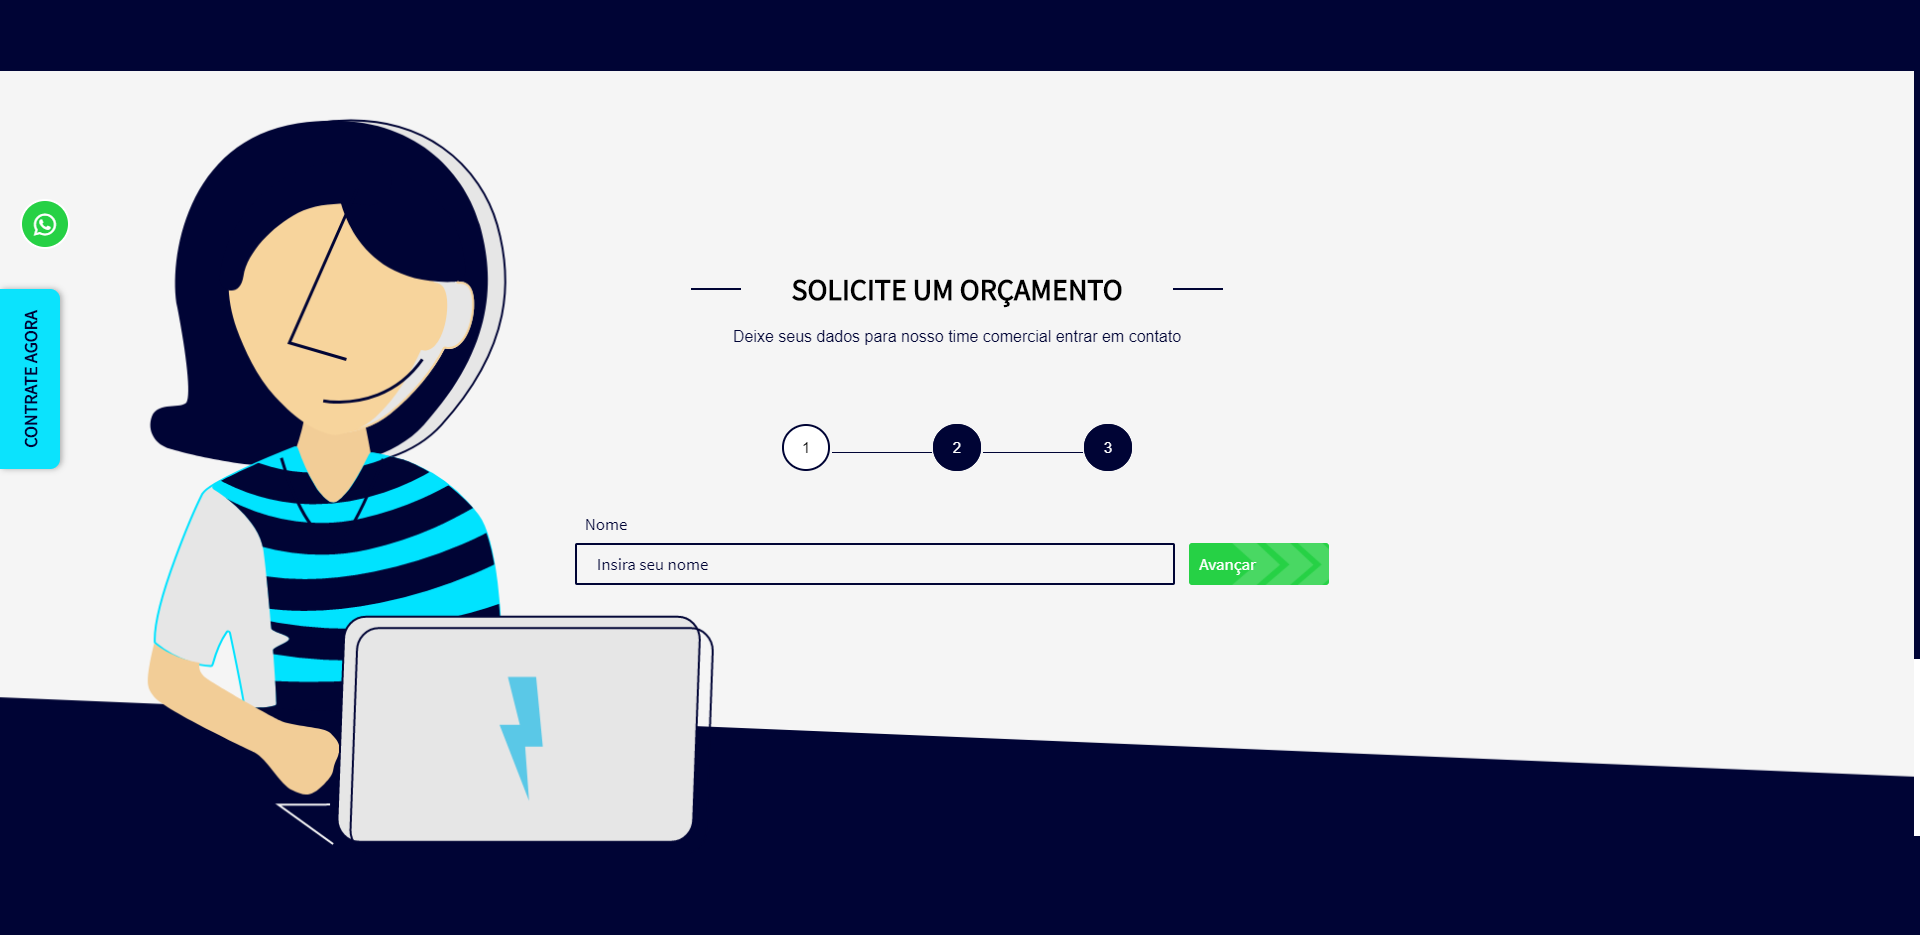 SOLICITE UM ORÇAMENTO
Deixe seus dados para nosso time comercial entrar em contato
CONTRATE AGORA
1 2 3
Nome
Insira seu nome
Avançar